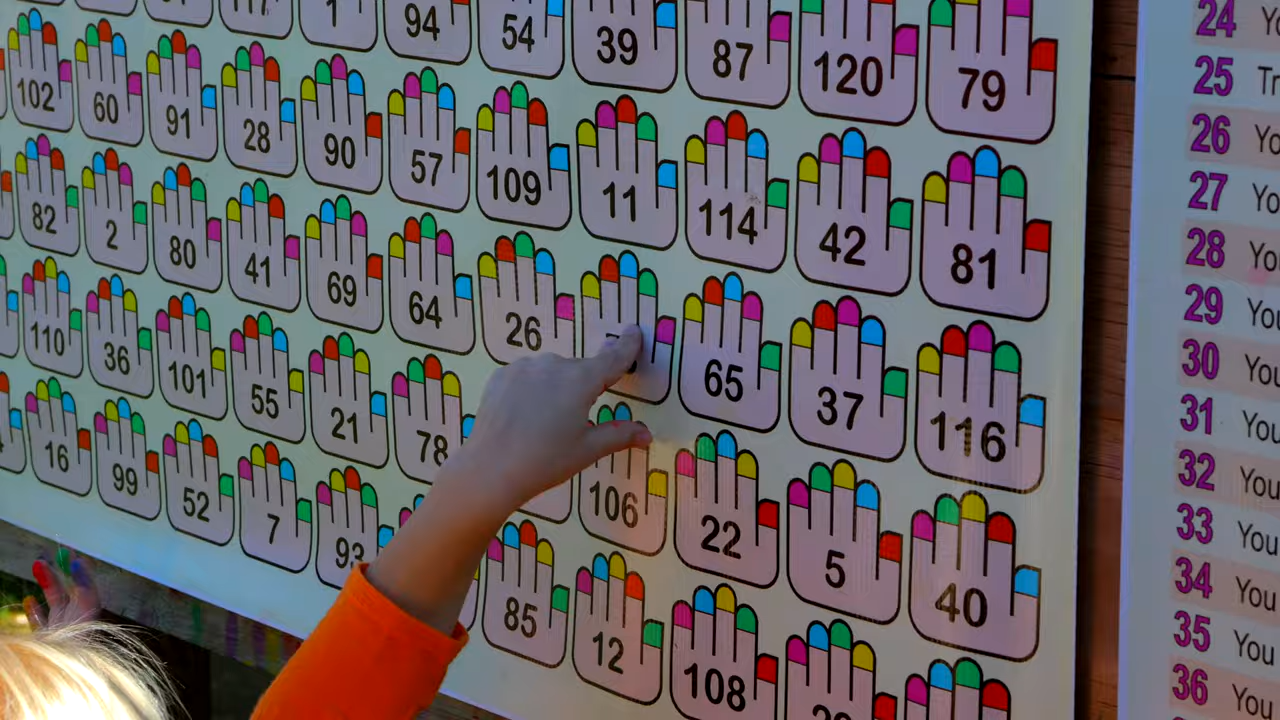 1 94 54 39 87 120 79
102 60 91 28 90 57 109 11 114 42 81
82 2 80 41 69 64 26 65 37 116
110 36 101 55 21 78 106 22 5 40
16 99 52 7 93 85 12 108
24
25 Tr
26 Yo
27 Yo
28 You
29 You
30 You
31 You
32 You
33 You
34 You
35 You
36 You